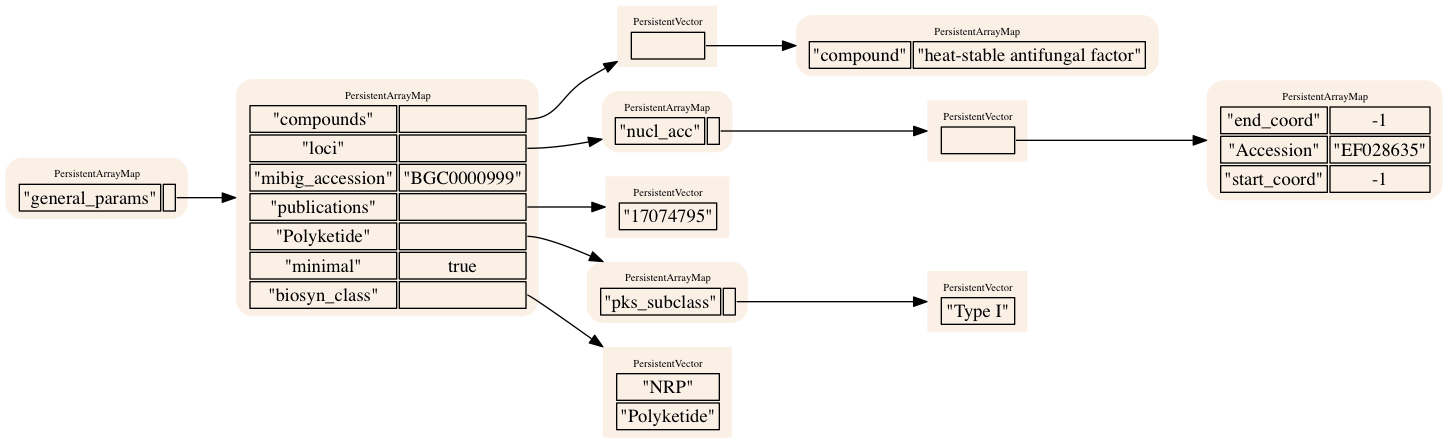 PersistentArrayMap
"general_params"
PersistentArrayMap
"compounds"
"loci"
"mibig_accession" "BGC0000999"
"publications"
"Polyketide"
"minimal" true
"biosyn_class"
PersistentVector
PersistentArrayMap
"compound" "heat-stable antifungal factor"
PersistentArrayMap
"nucl_acc"
PersistentVector
PersistentArrayMap
"end_coord" -1
"Accession" "EF028635"
"start_coord" -1
PersistentVector
"17074795"
PersistentArrayMap
"pks_subclass"
PersistentVector
"Type I"
PersistentVector
"NRP"
"Polyketide"